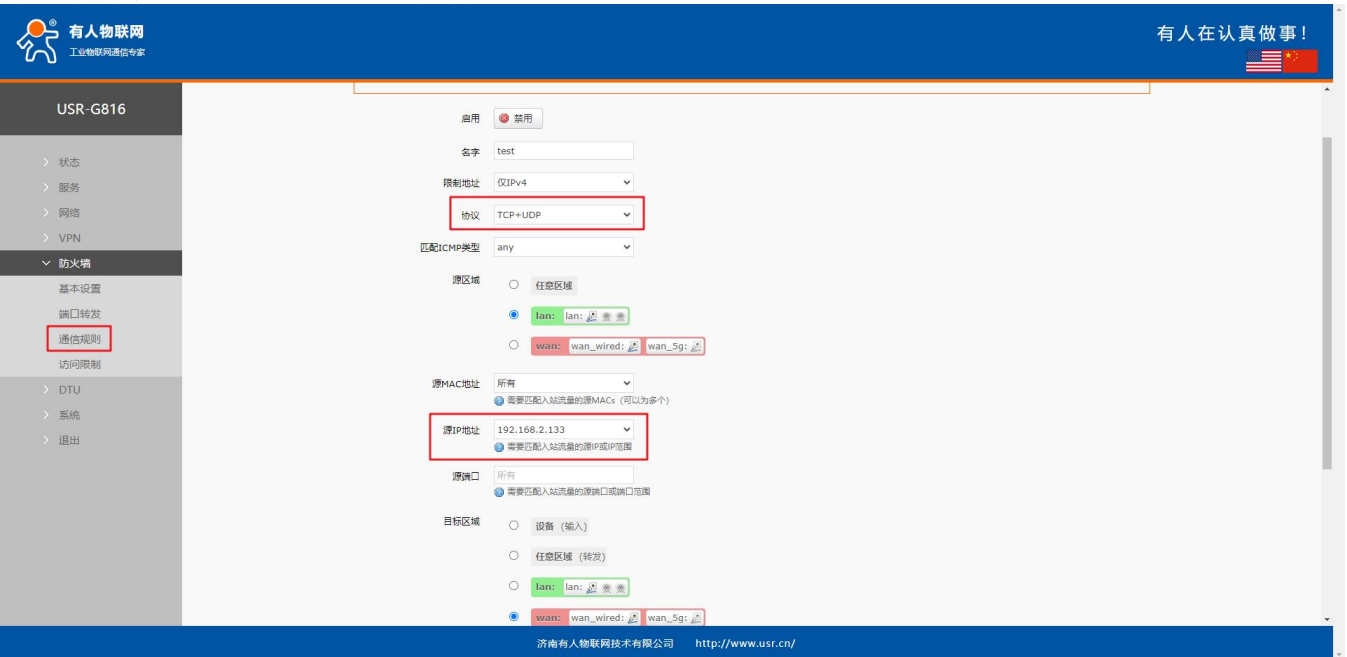 有人物联网
工业物联网通信专家
有人在认真做事！
USR-G816
状态
服务
网络
VPN
防火墙
基本设置
端口转发
通信规则
访问限制
DTU
系统
退出
启用 禁用
名字 test
限制地址 仅IPv4
协议 TCP+UDP
匹配ICMP类型 any
源区域 任意区域
lan: lan:
wan: wan_wired: wan_5g:
源MAC地址 所有
需要匹配入站流量的源MACs（可以为多个）
源IP地址 192.168.2.133
需要匹配入站流量的源IP或IP范围
源端口 所有
需要匹配入站流量的源端口或端口范围
目标区域 设备（输入）
任意区域（转发）
lan: lan:
wan: wan_wired: wan_5g:
济南有人物联网技术有限公司 http://www.usr.cn/